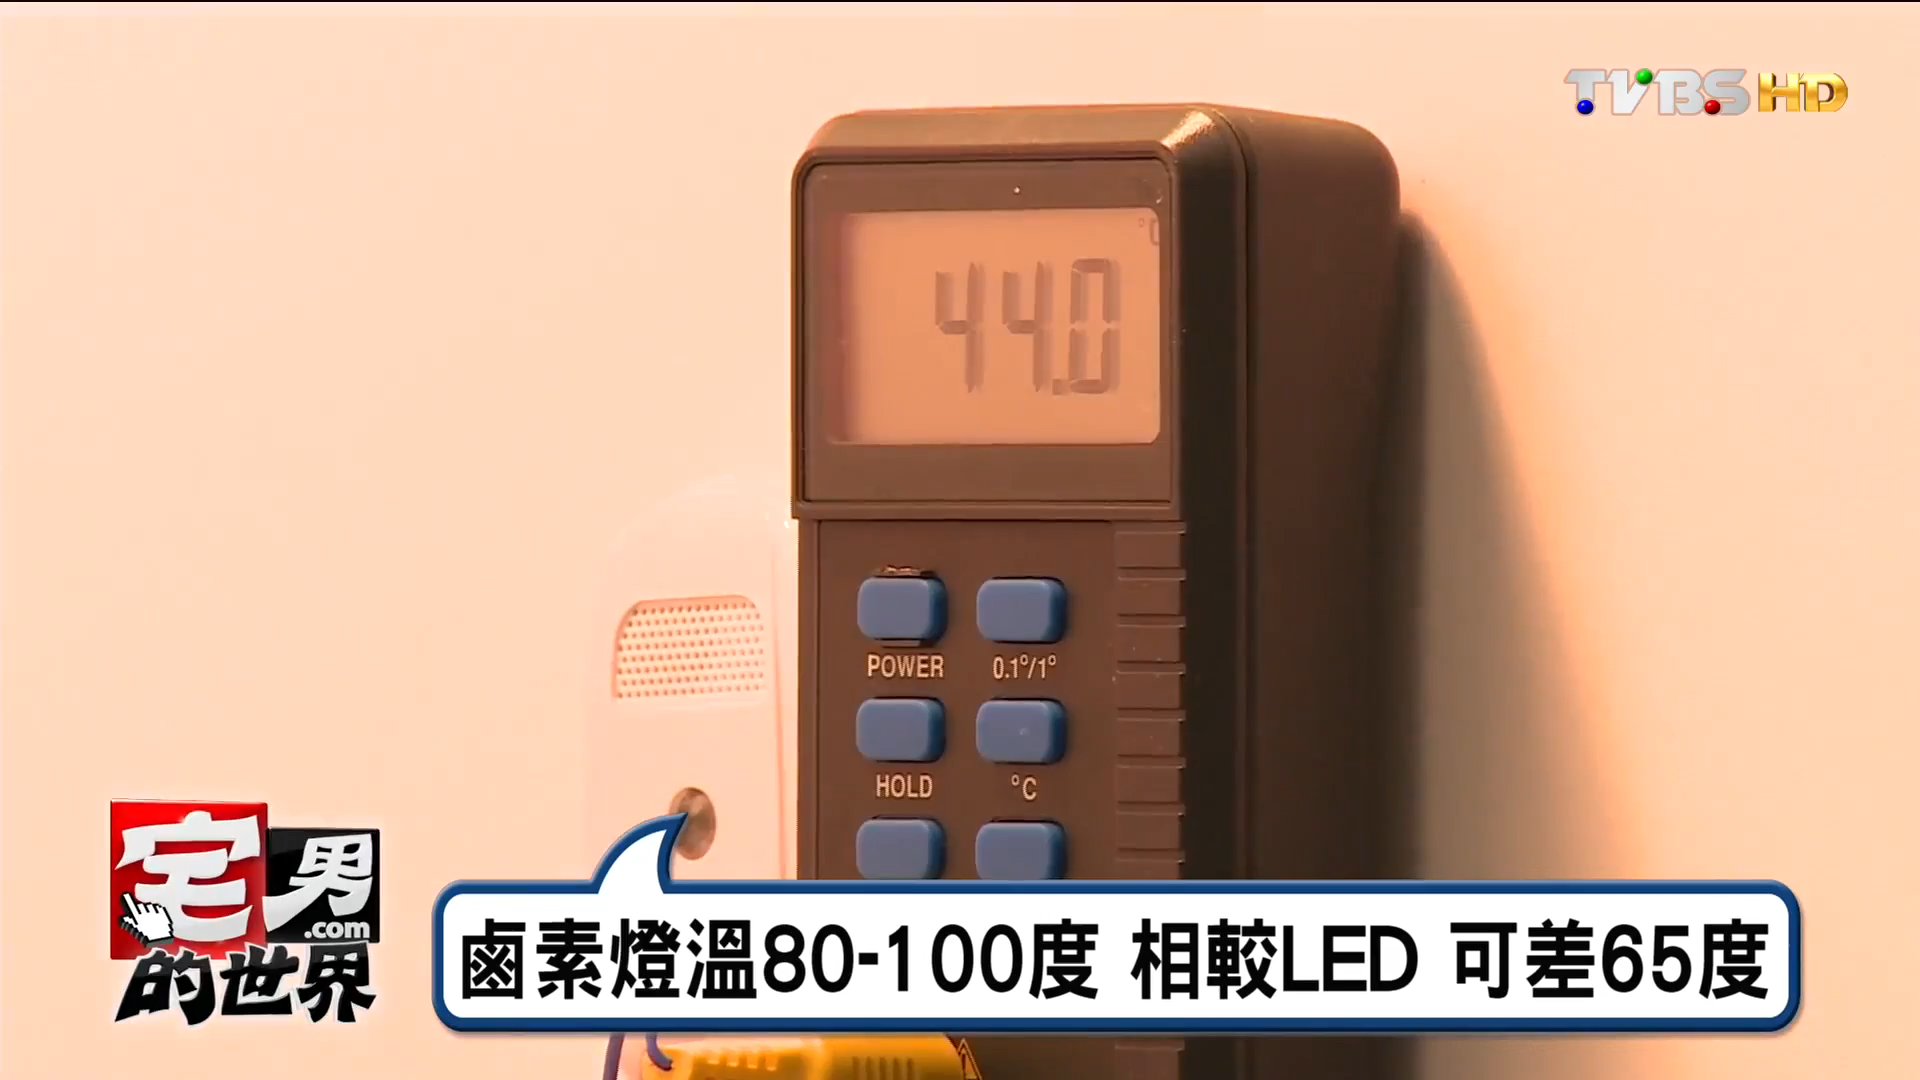 TVBS HD
°C
44.0
POWER
0.1°/1°
HOLD
°C
宅男
.com
的世界
鹵素燈溫80-100度 相較LED 可差65度